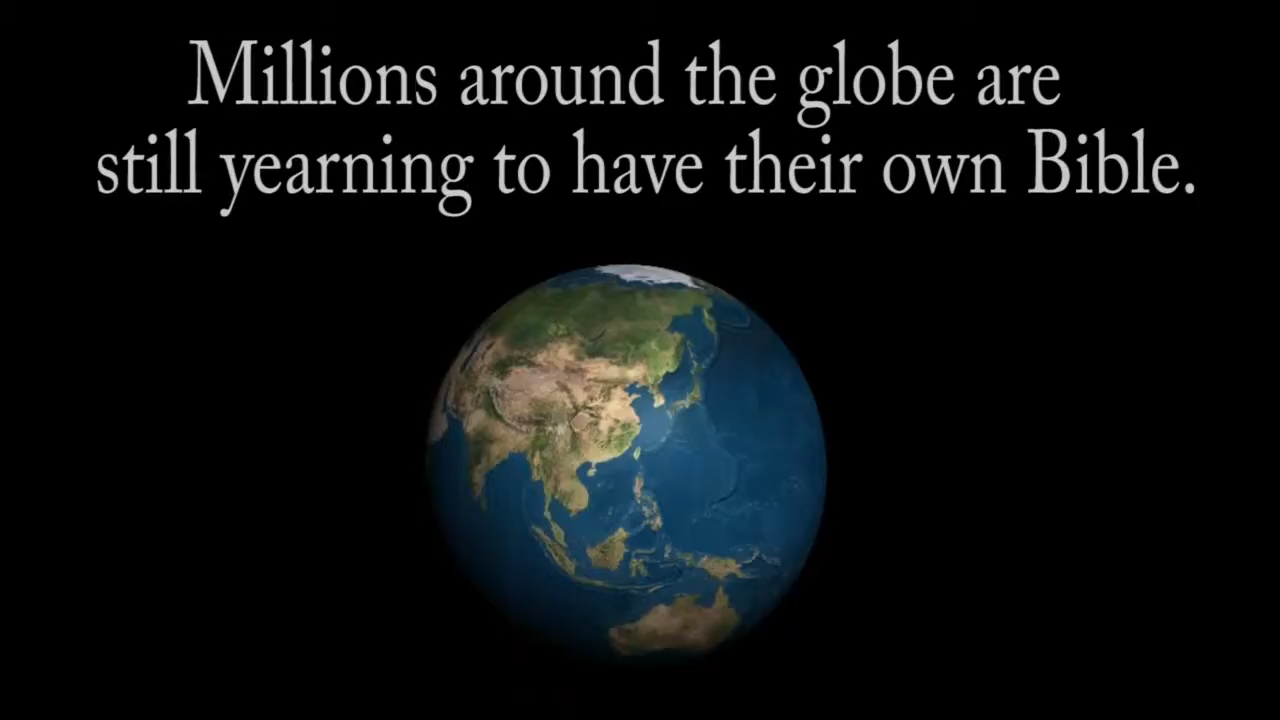 Millions around the globe are
still yearning to have their own Bible.